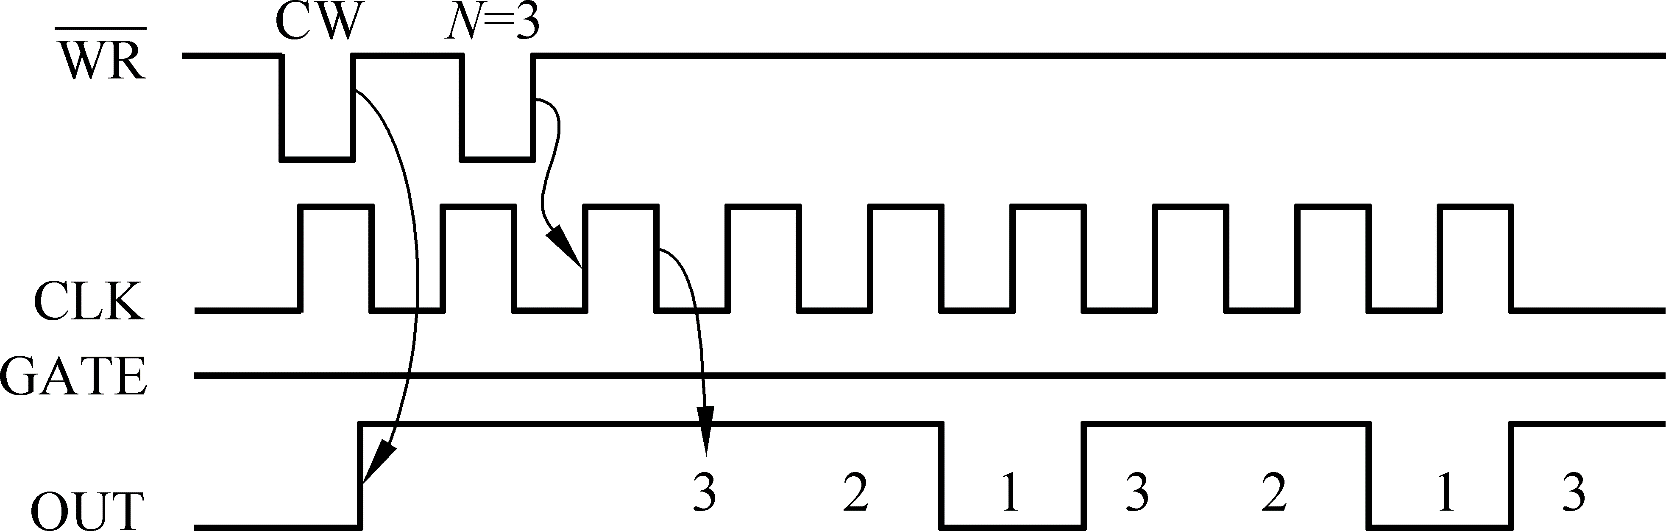 CW N=3
WR
CLK
GATE
OUT 3 2 1 3 2 1 3